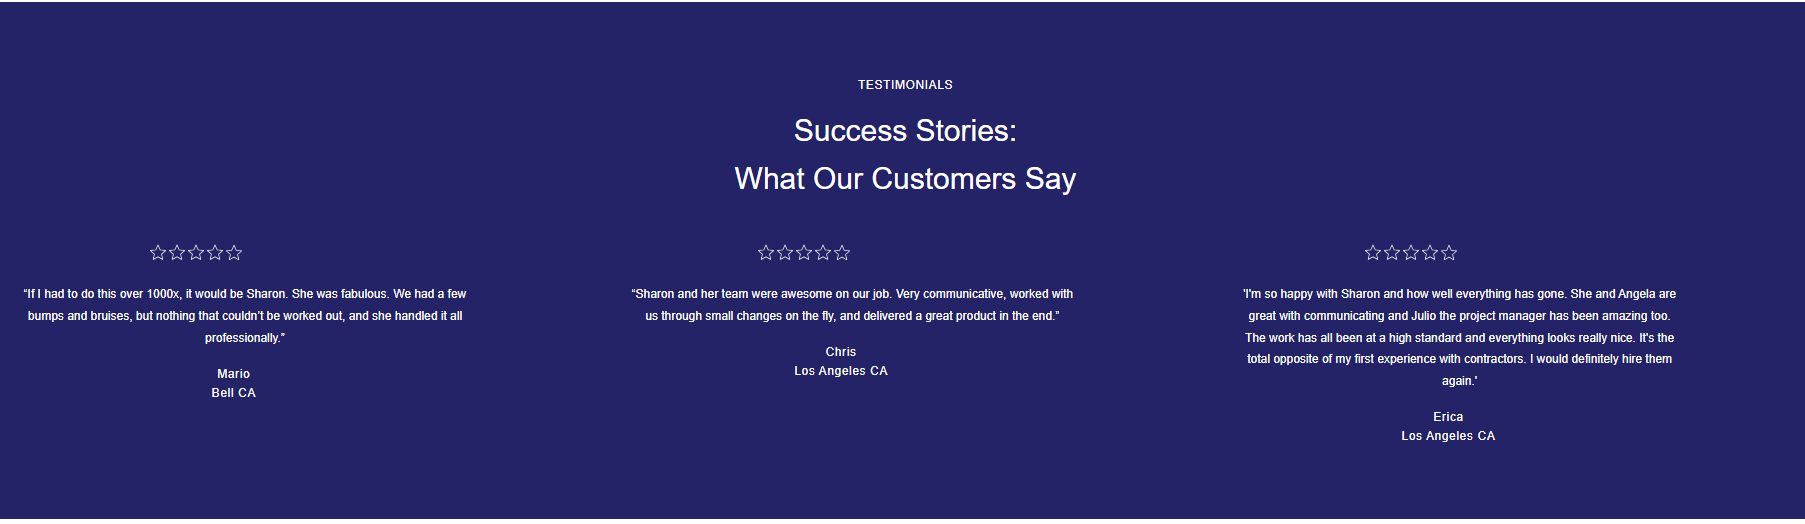 TESTIMONIALS
Success Stories:
What Our Customers Say
“If I had to do this over 1000x, it would be Sharon. She was fabulous. We had a few
bumps and bruises, but nothing that couldn’t be worked out, and she handled it all
professionally.”
Mario
Bell CA
“Sharon and her team were awesome on our job. Very communicative, worked with
us through small changes on the fly, and delivered a great product in the end.”
Chris
Los Angeles CA
'I'm so happy with Sharon and how well everything has gone. She and Angela are
great with communicating and Julio the project manager has been amazing too.
The work has all been at a high standard and everything looks really nice. It's the
total opposite of my first experience with contractors. I would definitely hire them
again.'
Erica
Los Angeles CA